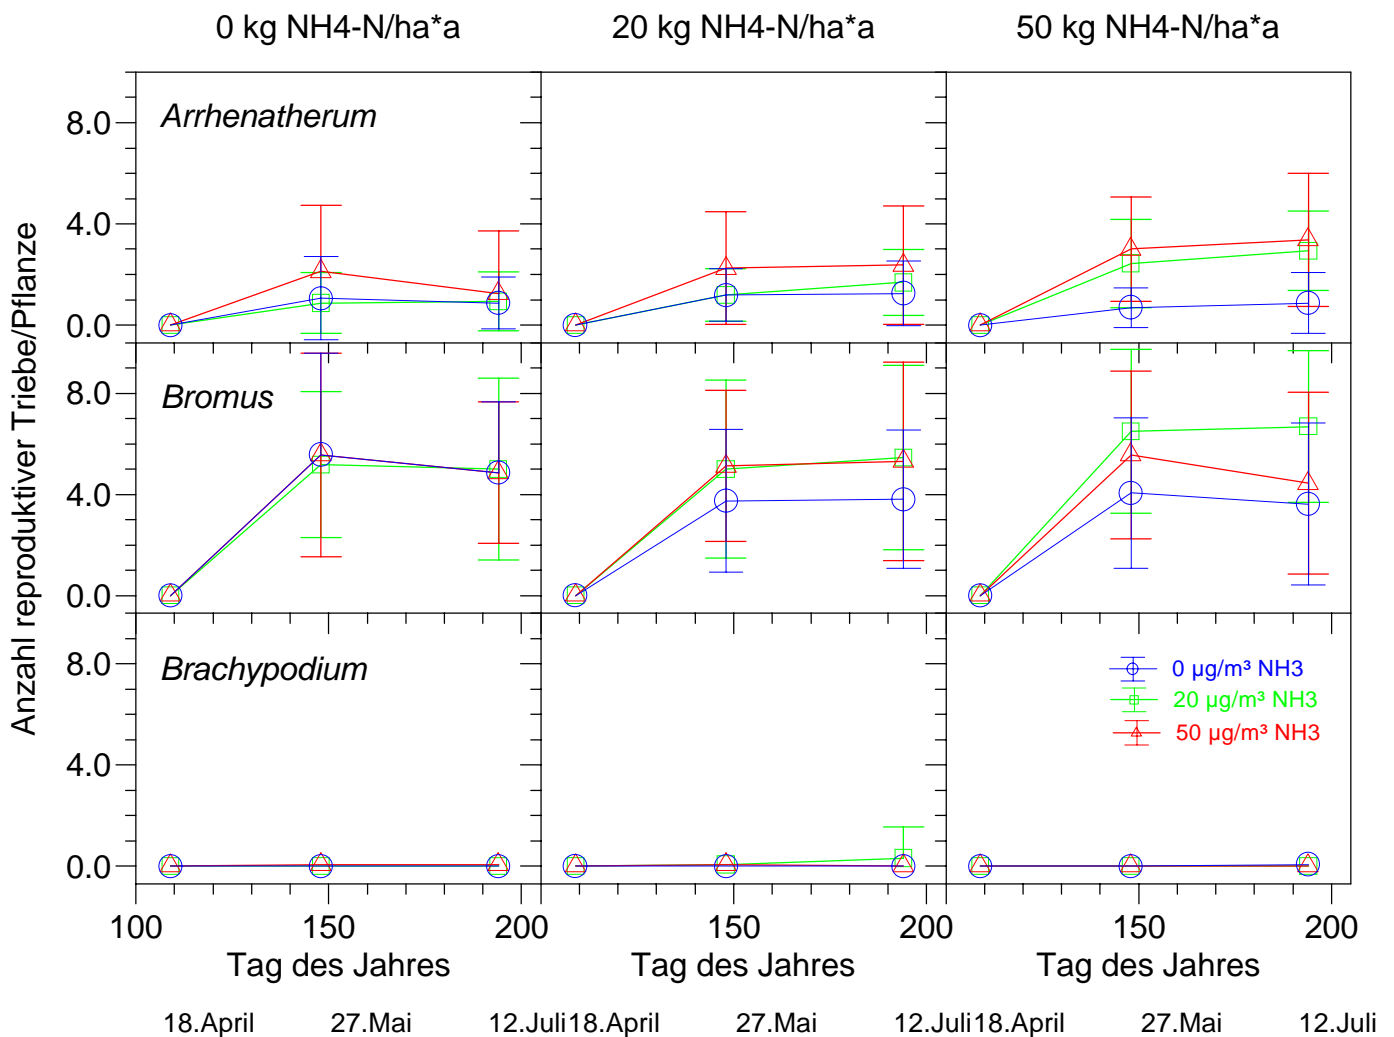 0 kg NH4-N/ha*a 20 kg NH4-N/ha*a 50 kg NH4-N/ha*a
Anzahl reproduktiver Triebe/Pflanze
Arrhenatherum
8.0
4.0
0.0
Bromus
8.0
4.0
0.0
Brachypodium
8.0
4.0
0.0
0 µg/m³ NH3
20 µg/m³ NH3
50 µg/m³ NH3
100 150 200 150 200 150 200
Tag des Jahres Tag des Jahres Tag des Jahres
18.April 27.Mai 12.Juli 18.April 27.Mai 12.Juli 18.April 27.Mai 12.Juli